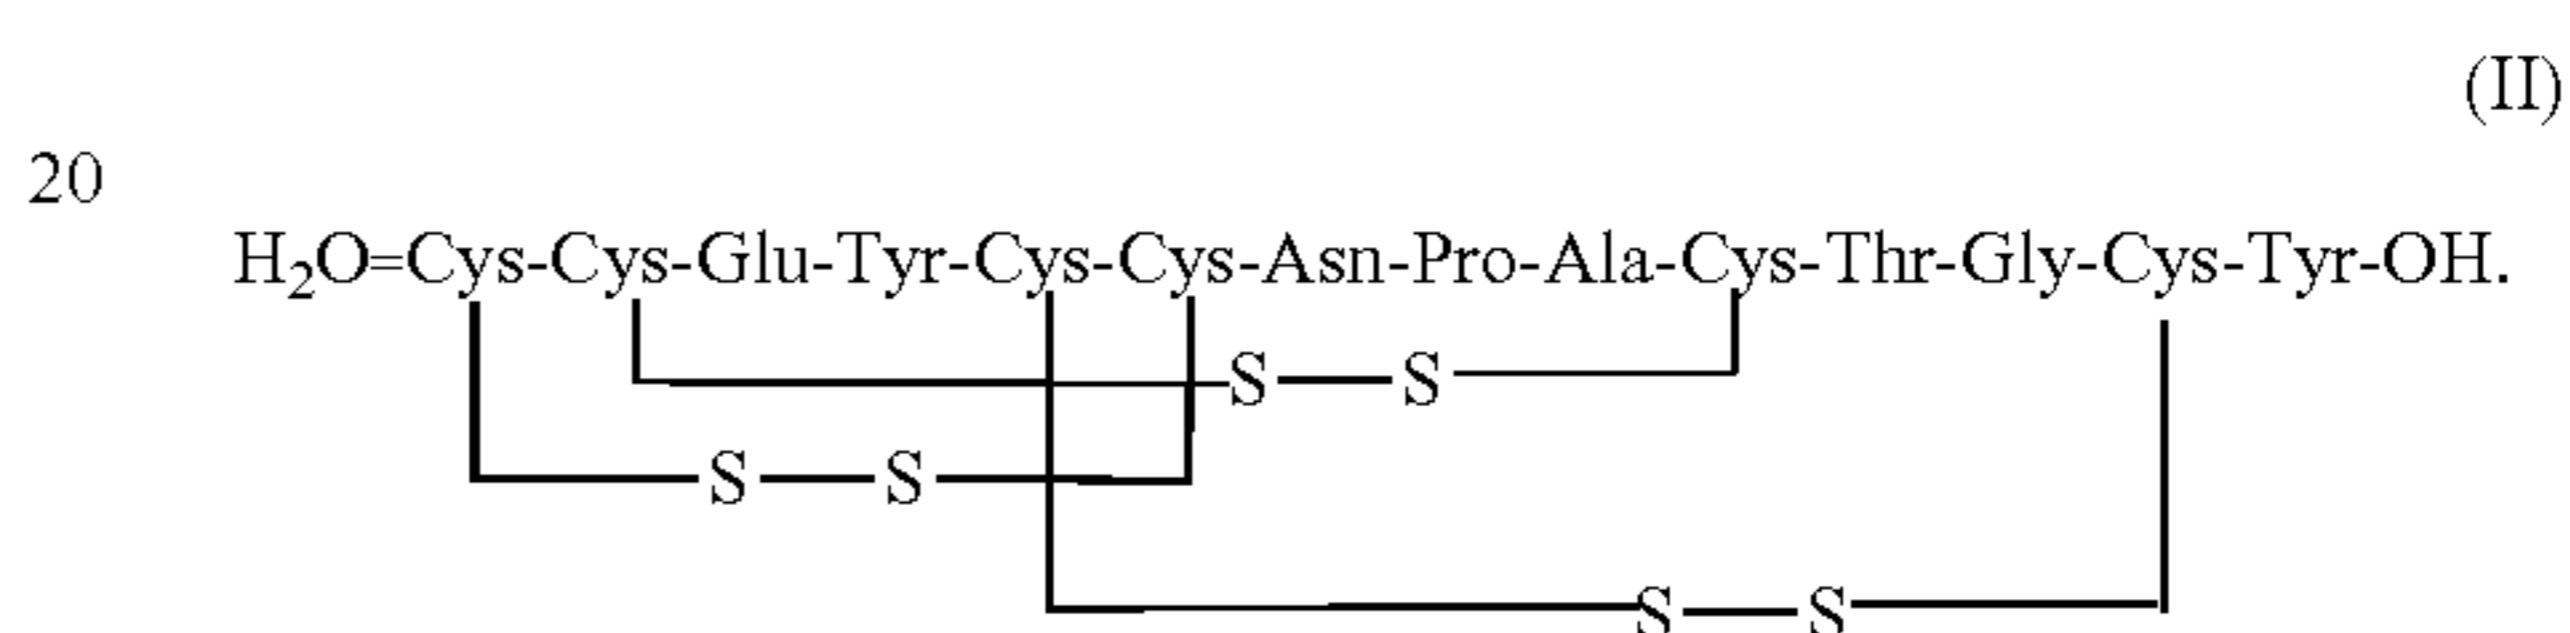 (II)
20
H₂O=Cys-Cys-Glu-Tyr-Cys-Cys-Asn-Pro-Ala-Cys-Thr-Gly-Cys-Tyr-OH.
S — S
S — S
S — S